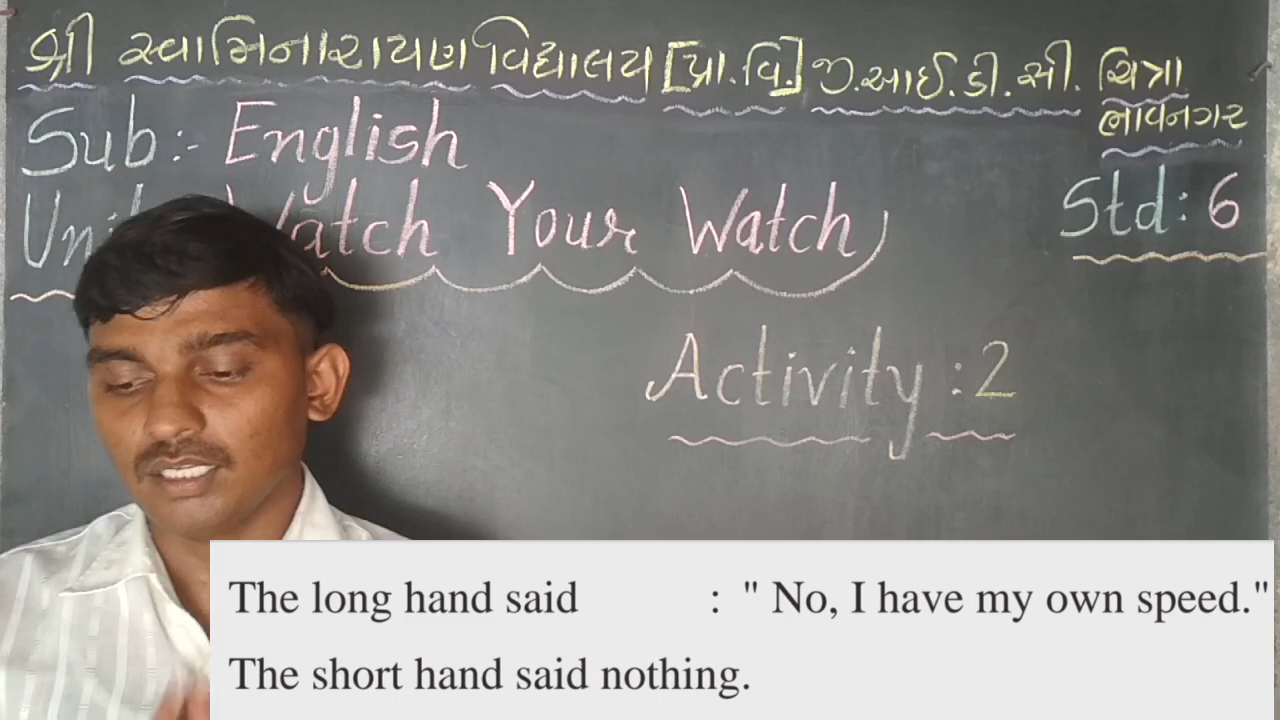 શ્રી સ્વામિનારાયણ વિદ્યાલય [પ્રા. વિ.] જી.આઈ.ડી.સી. ચિત્રા
ભાવનગર
Sub:- English
Std: 6
Watch Your Watch
Activity :2
The long hand said : " No, I have my own speed."
The short hand said nothing.